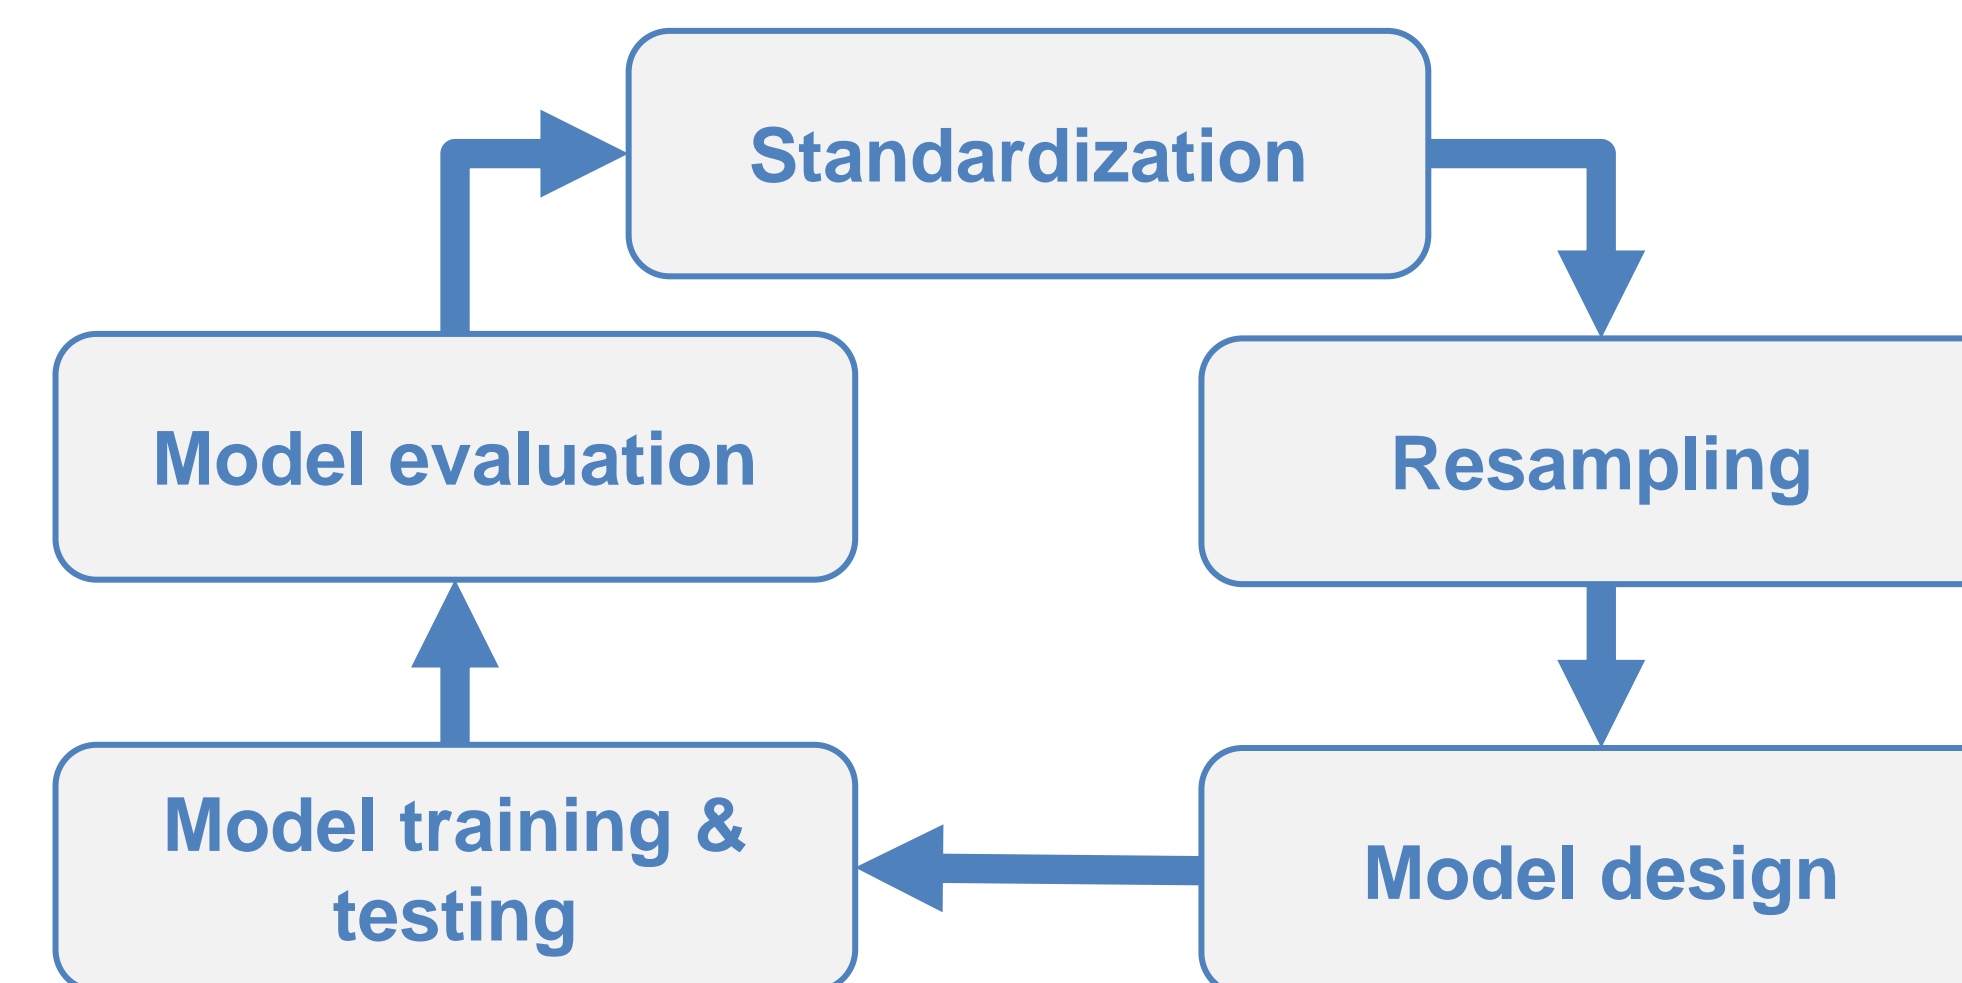 Standardization
Model evaluation
Resampling
Model training &
testing
Model design